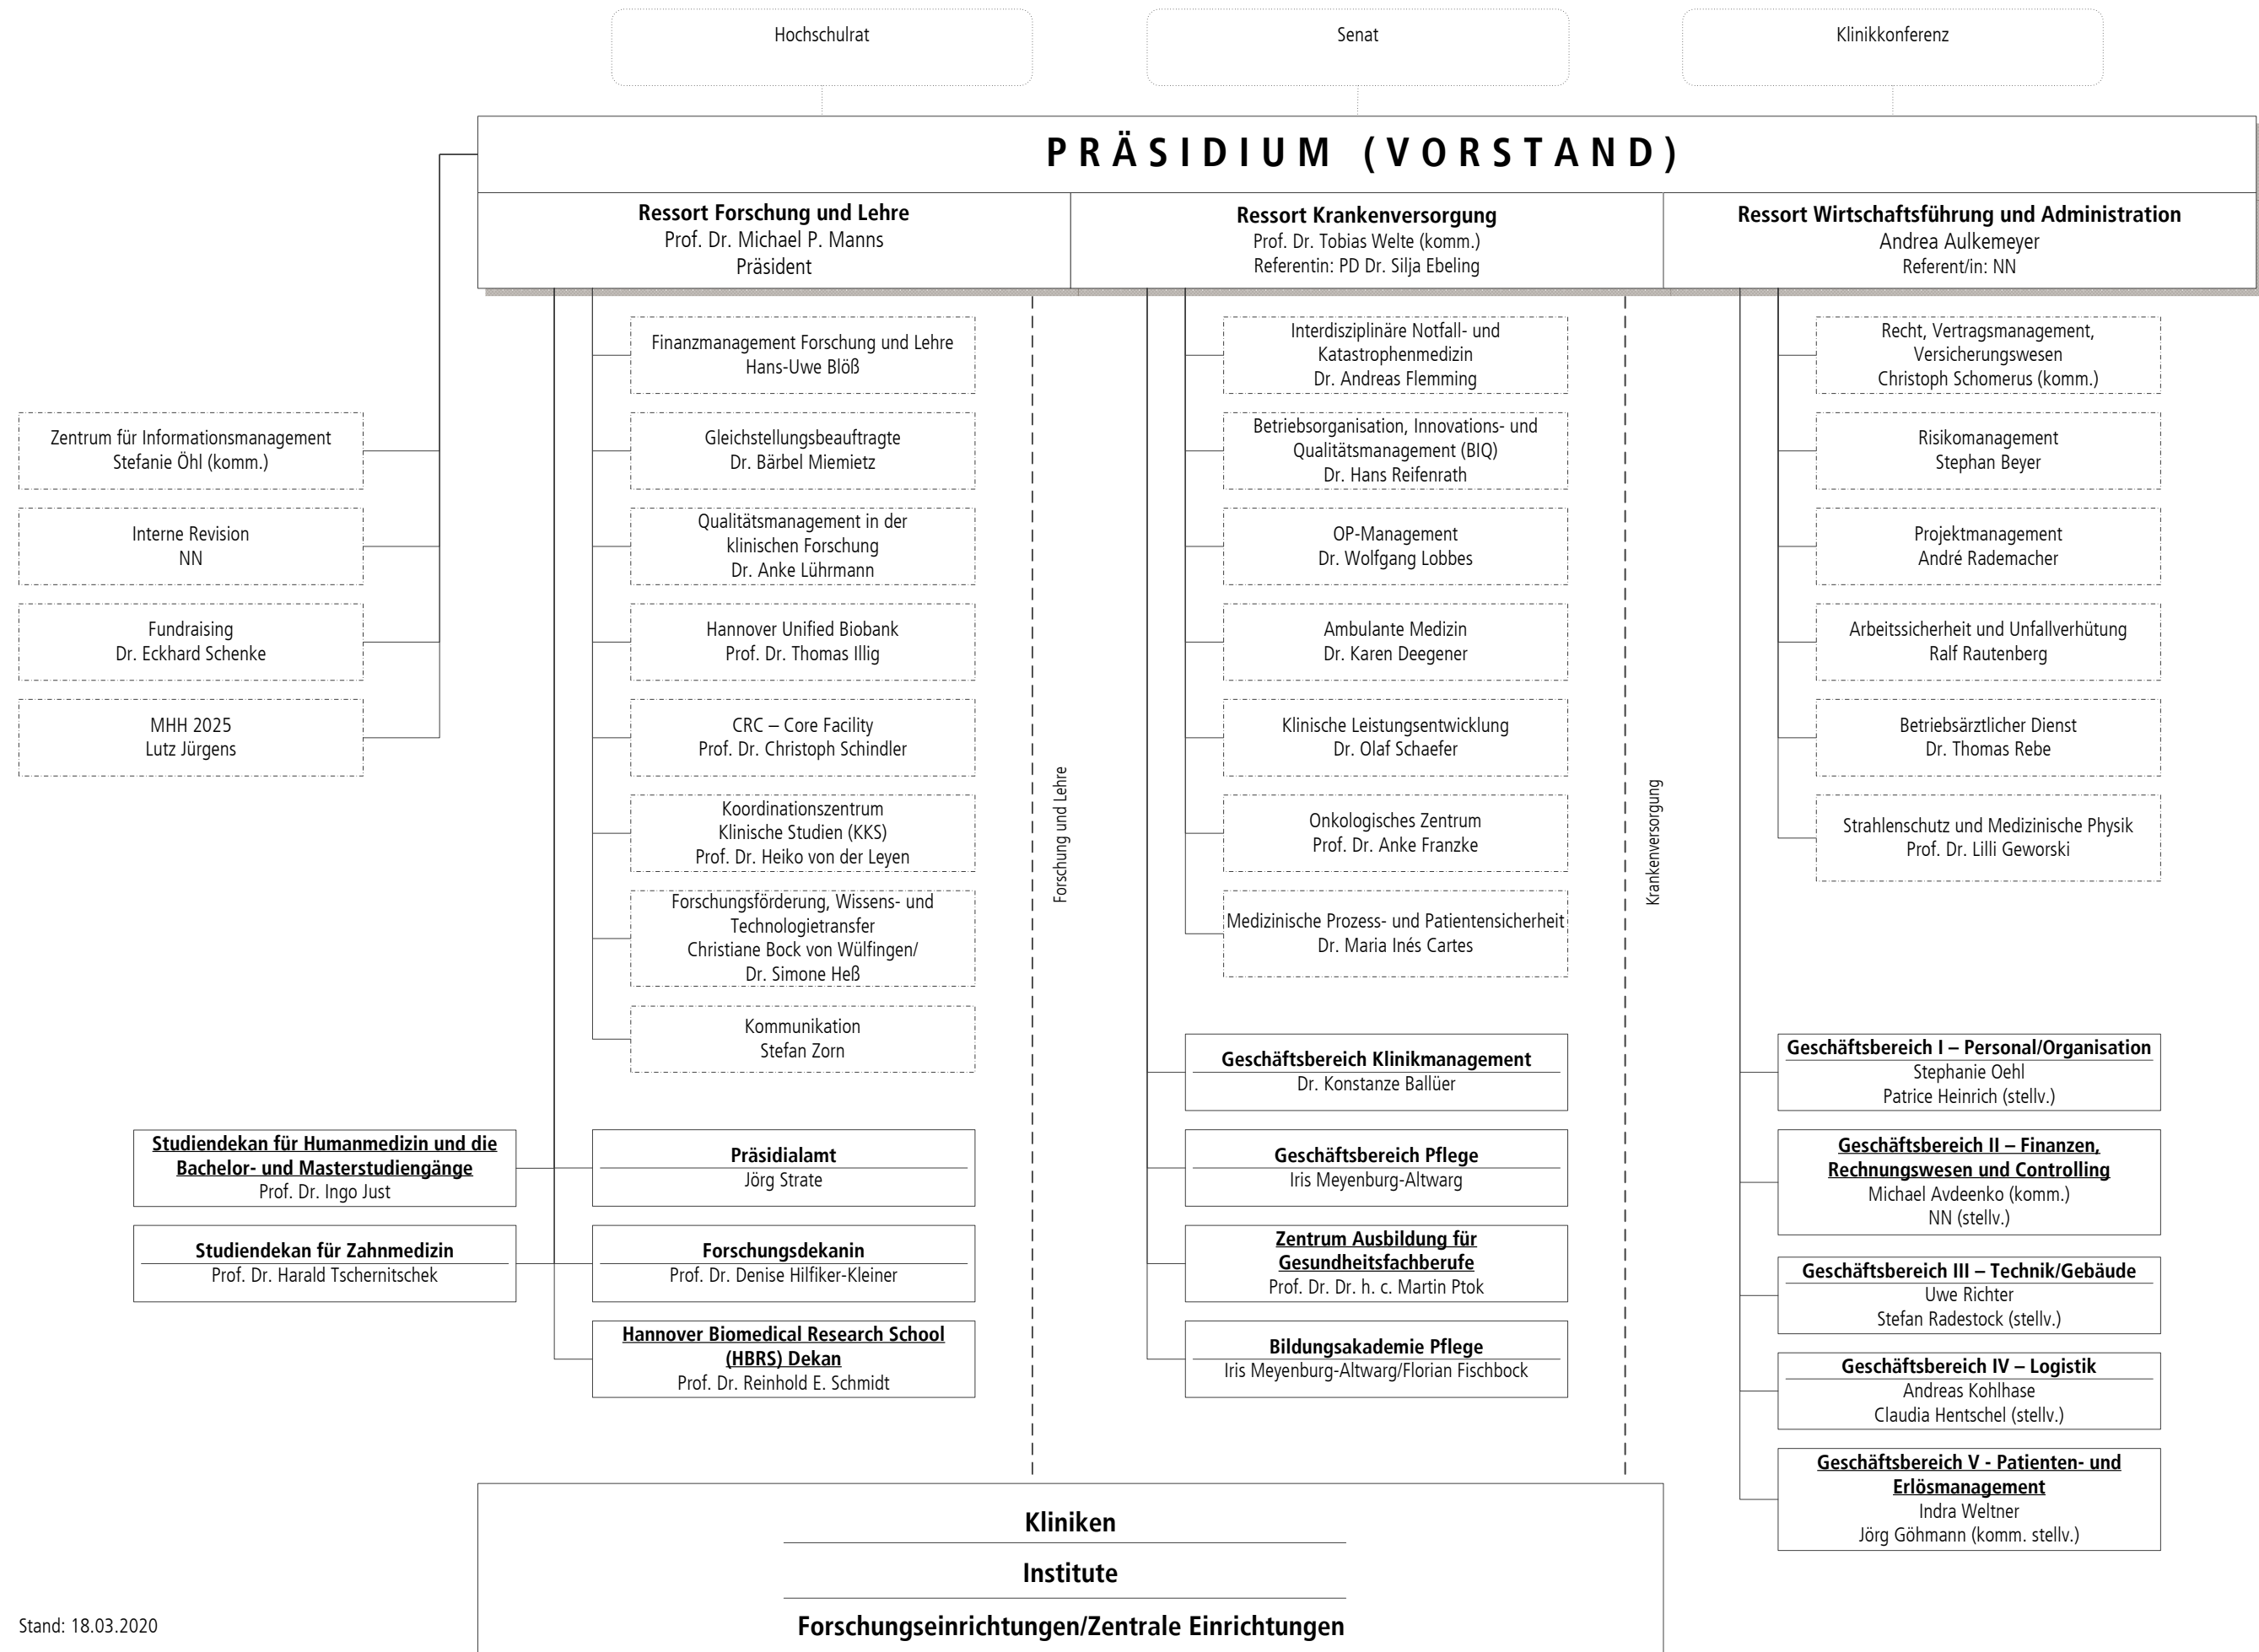 Hochschulrat
Senat
Klinikkonferenz
PRÄSIDIUM (VORSTAND)
Ressort Forschung und Lehre
Prof. Dr. Michael P. Manns
Präsident
Ressort Krankenversorgung
Prof. Dr. Tobias Welte (komm.)
Referentin: PD Dr. Silja Ebeling
Ressort Wirtschaftsführung und Administration
Andrea Aulkemeyer
Referent/in: NN
Zentrum für Informationsmanagement
Stefanie Öhl (komm.)
Interne Revision
NN
Fundraising
Dr. Eckhard Schenke
MHH 2025
Lutz Jürgens
Finanzmanagement Forschung und Lehre
Hans-Uwe Blöß
Gleichstellungsbeauftragte
Dr. Bärbel Miemietz
Qualitätsmanagement in der
klinischen Forschung
Dr. Anke Lührmann
Hannover Unified Biobank
Prof. Dr. Thomas Illig
CRC – Core Facility
Prof. Dr. Christoph Schindler
Koordinationszentrum
Klinische Studien (KKS)
Prof. Dr. Heiko von der Leyen
Forschungsförderung, Wissens- und
Technologietransfer
Christiane Bock von Wülfingen/
Dr. Simone Heß
Kommunikation
Stefan Zorn
Studiendekan für Humanmedizin und die
Bachelor- und Masterstudiengänge
Prof. Dr. Ingo Just
Studiendekan für Zahnmedizin
Prof. Dr. Harald Tschernitschek
Präsidialamt
Jörg Strate
Forschungsdekanin
Prof. Dr. Denise Hilfiker-Kleiner
Hannover Biomedical Research School
(HBRS) Dekan
Prof. Dr. Reinhold E. Schmidt
Forschung und Lehre
Interdisziplinäre Notfall- und
Katastrophenmedizin
Dr. Andreas Flemming
Betriebsorganisation, Innovations- und
Qualitätsmanagement (BIQ)
Dr. Hans Reifenrath
OP-Management
Dr. Wolfgang Lobbes
Ambulante Medizin
Dr. Karen Deegener
Klinische Leistungsentwicklung
Dr. Olaf Schaefer
Onkologisches Zentrum
Prof. Dr. Anke Franzke
Medizinische Prozess- und Patientensicherheit
Dr. Maria Inés Cartes
Geschäftsbereich Klinikmanagement
Dr. Konstanze Ballüer
Geschäftsbereich Pflege
Iris Meyenburg-Altwarg
Zentrum Ausbildung für
Gesundheitsfachberufe
Prof. Dr. Dr. h. c. Martin Ptok
Bildungsakademie Pflege
Iris Meyenburg-Altwarg/Florian Fischbock
Krankenversorgung
Recht, Vertragsmanagement,
Versicherungswesen
Christoph Schomerus (komm.)
Risikomanagement
Stephan Beyer
Projektmanagement
André Rademacher
Arbeitssicherheit und Unfallverhütung
Ralf Rautenberg
Betriebsärztlicher Dienst
Dr. Thomas Rebe
Strahlenschutz und Medizinische Physik
Prof. Dr. Lilli Geworski
Geschäftsbereich I – Personal/Organisation
Stephanie Oehl
Patrice Heinrich (stellv.)
Geschäftsbereich II – Finanzen,
Rechnungswesen und Controlling
Michael Avdeenko (komm.)
NN (stellv.)
Geschäftsbereich III – Technik/Gebäude
Uwe Richter
Stefan Radestock (stellv.)
Geschäftsbereich IV – Logistik
Andreas Kohlhase
Claudia Hentschel (stellv.)
Geschäftsbereich V - Patienten- und
Erlösmanagement
Indra Weltner
Jörg Göhmann (komm. stellv.)
Kliniken
Institute
Forschungseinrichtungen/Zentrale Einrichtungen
Stand: 18.03.2020